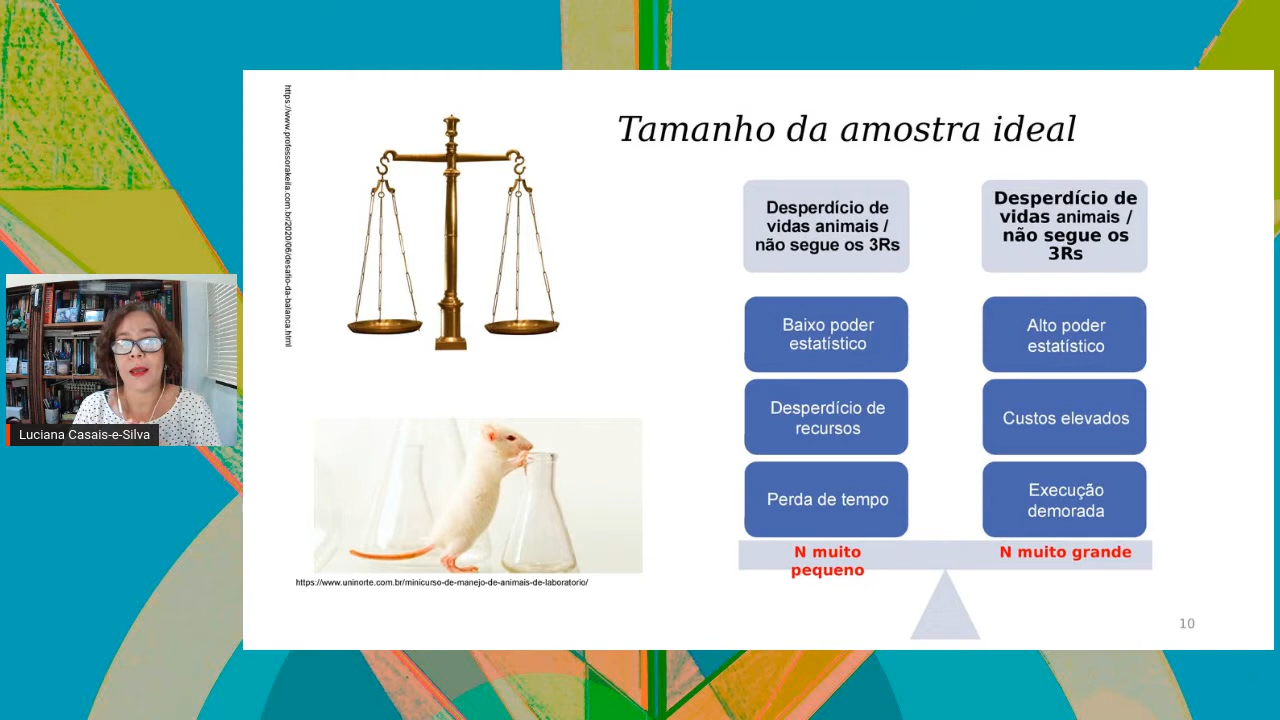 https://www.professorakeila.com.br/2020/06/desafio-da-balanca.html
Tamanho da amostra ideal
Desperdício de
vidas animais /
não segue os 3Rs
Baixo poder
estatístico
Desperdício de
recursos
Perda de tempo
N muito
pequeno
Desperdício de
vidas animais /
não segue os
3Rs
Alto poder
estatístico
Custos elevados
Execução
demorada
N muito grande
Luciana Casais-e-Silva
https://www.uninorte.com.br/minicurso-de-manejo-de-animais-de-laboratorio/
10